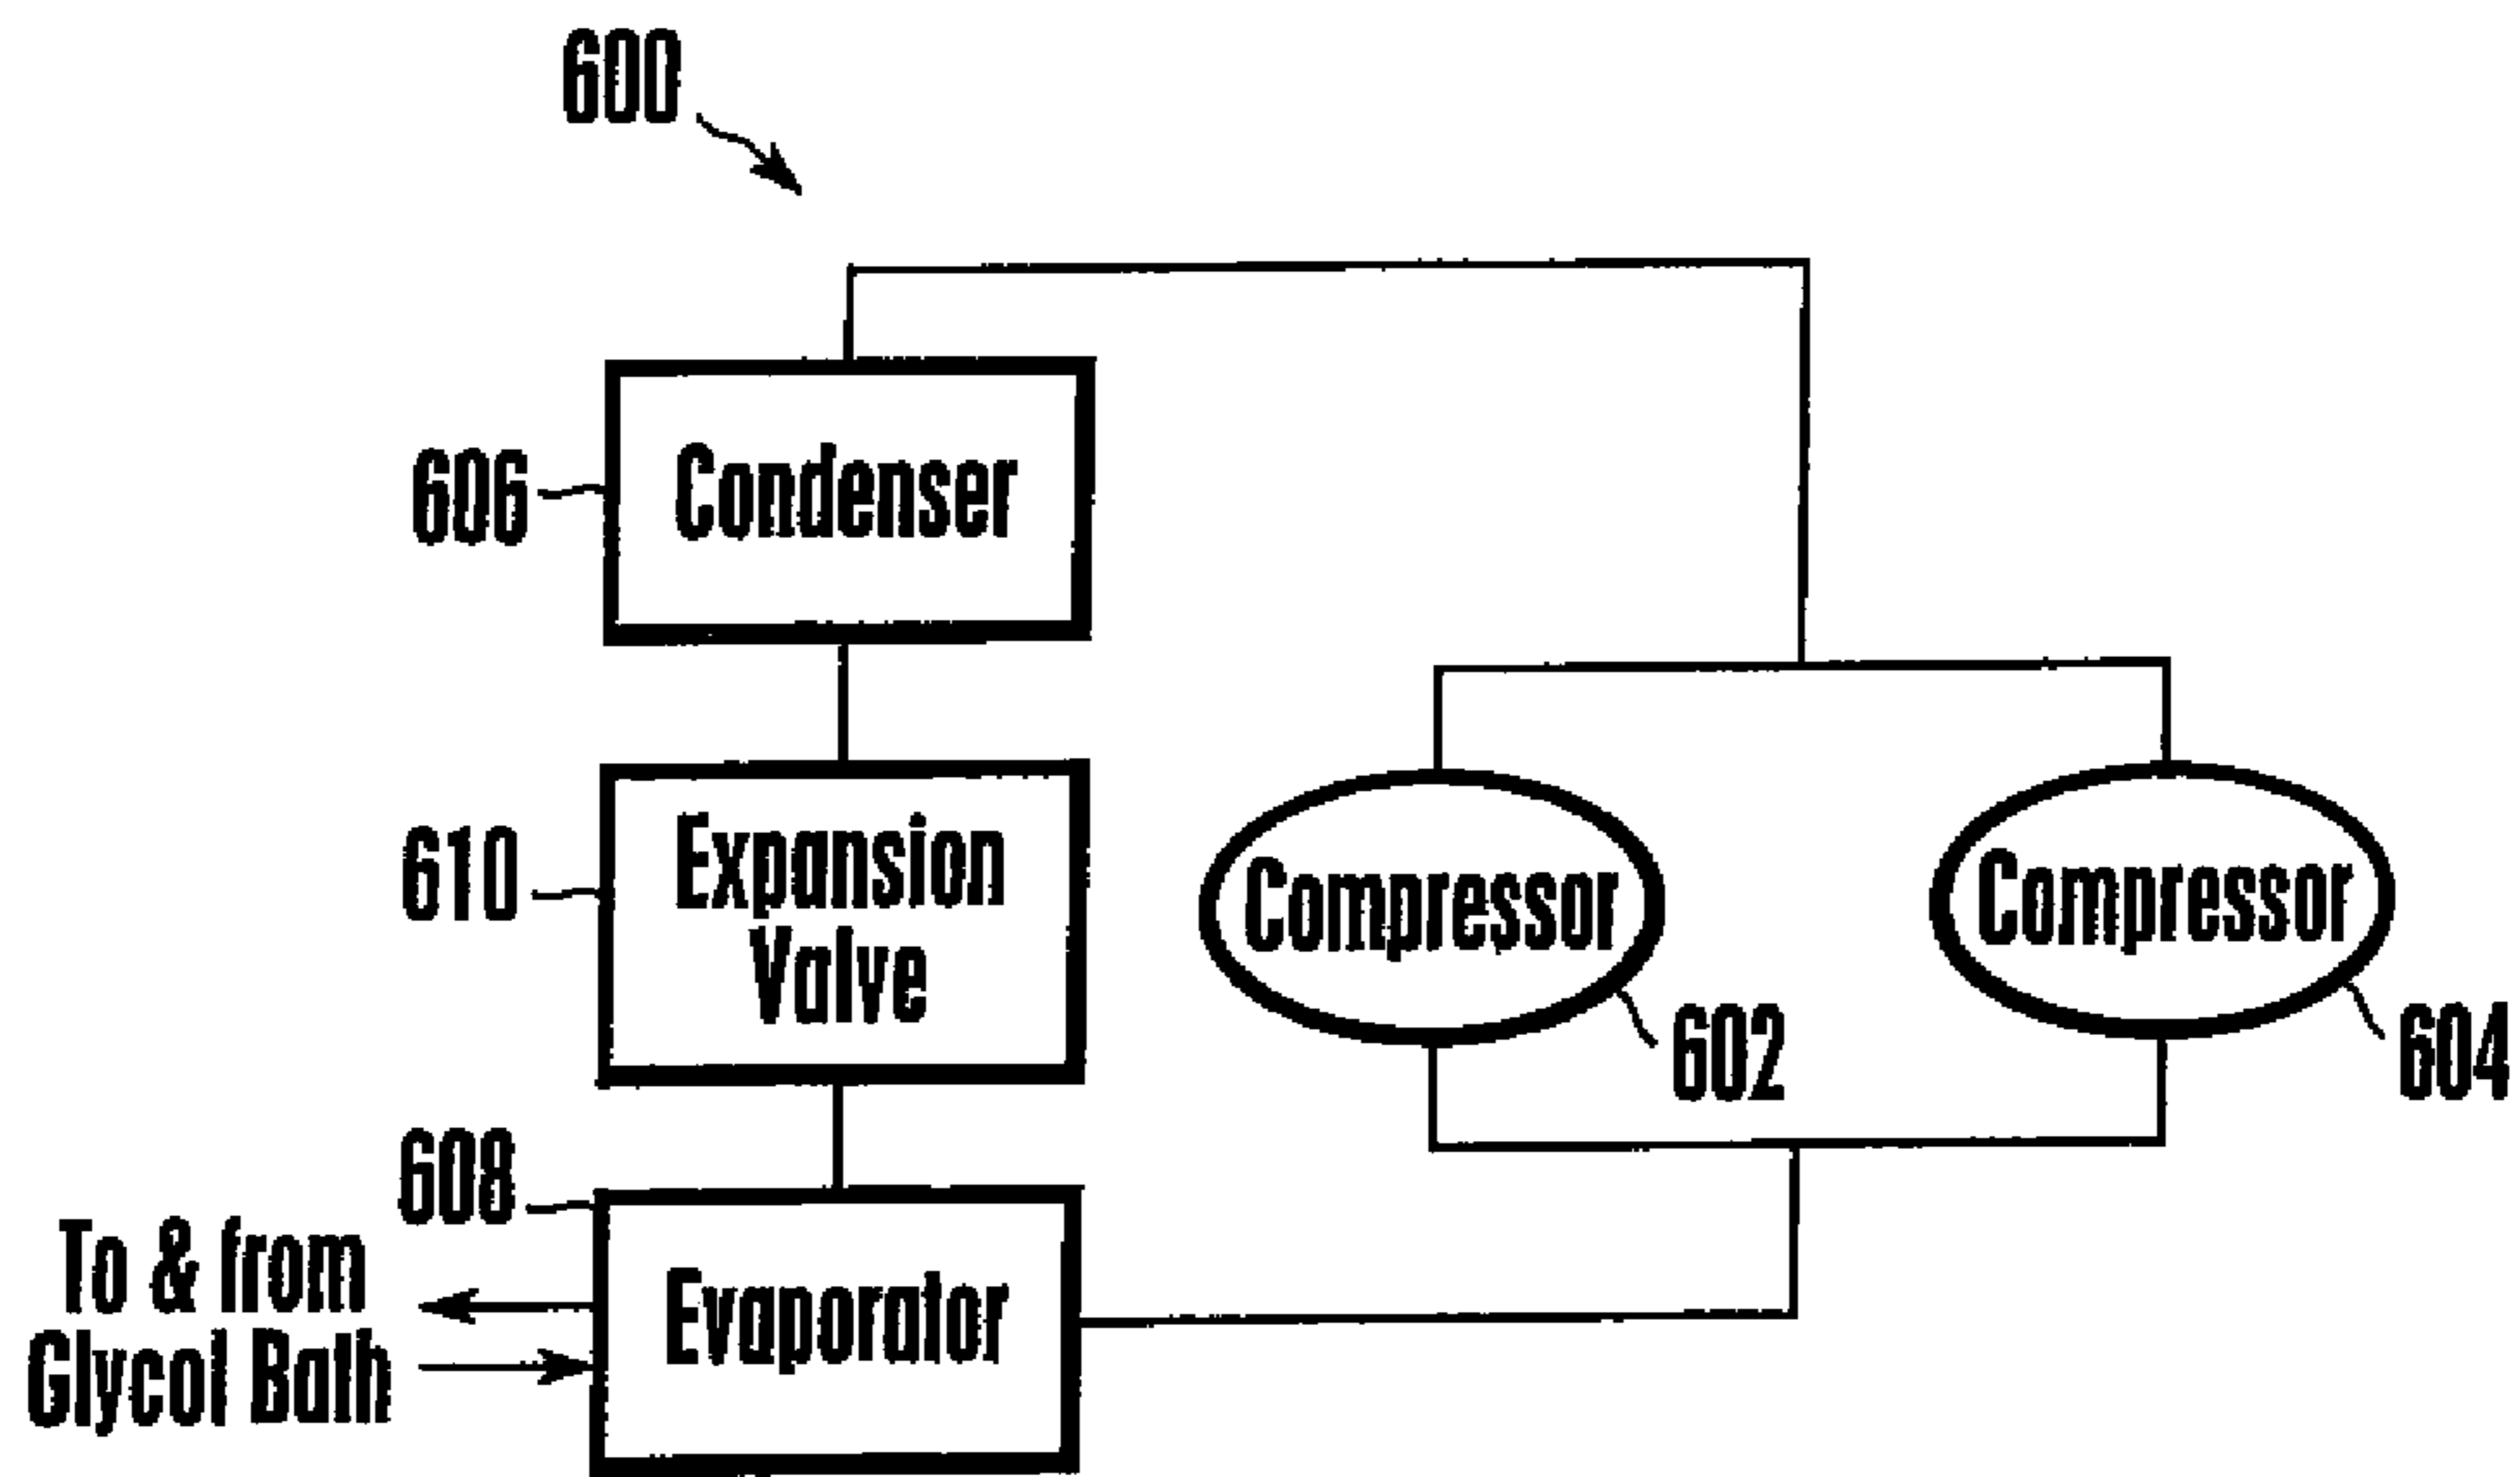 600
606
Condenser
610
Expansion
Valve
Compressor
602
Compressor
604
608
To & from
Glycol Bath
Evaporator